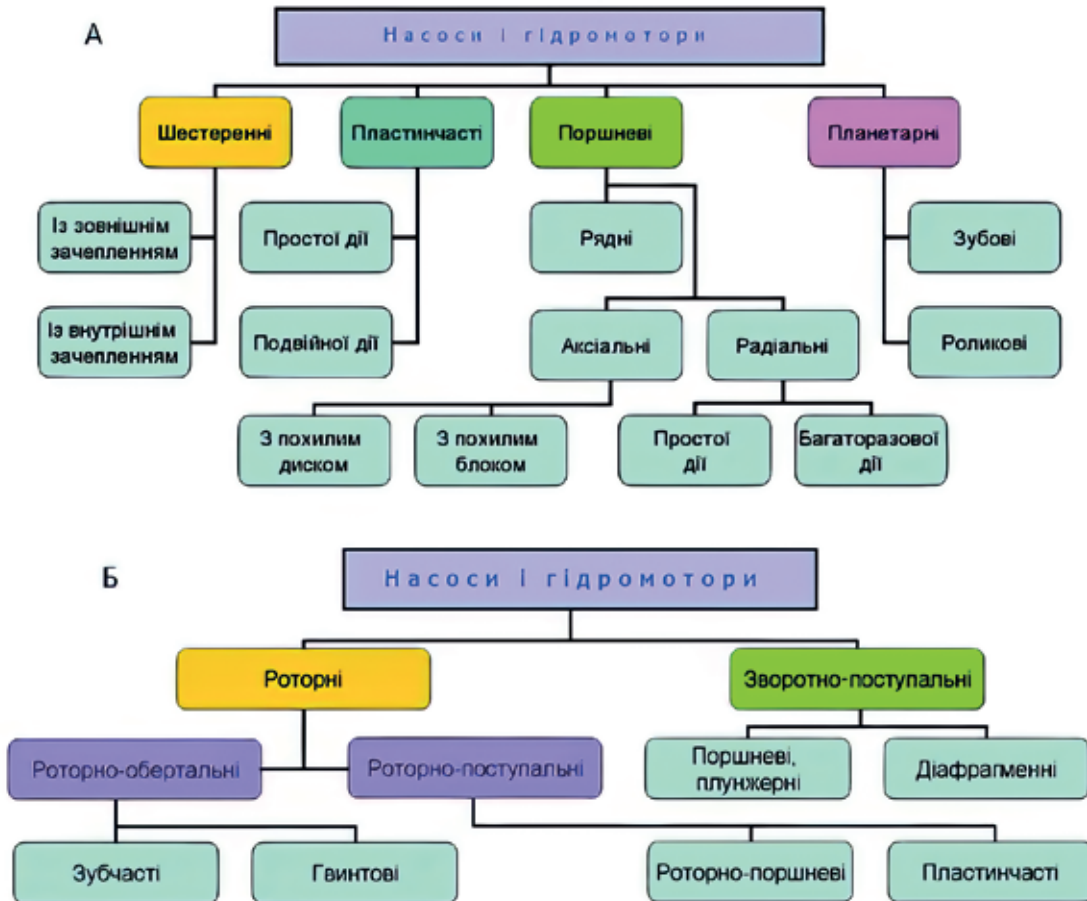 А
Насоси і гідромотори
Шестеренні
Пластинчасті
Поршневі
Планетарні
Із зовнішнім
зачепленням
Простої дії
Рядні
Зубові
Із внутрішнім
зачепленням
Подвійної дії
Аксіальні
Радіальні
Роликові
З похилим
диском
З похилим
блоком
Простої
дії
Багаторазової
дії
Б
Насоси і гідромотори
Роторні
Зворотно-поступальні
Роторно-обертальні
Роторно-поступальні
Поршневі,
плунжерні
Діафрагменні
Зубчасті
Гвинтові
Роторно-поршневі
Пластинчасті